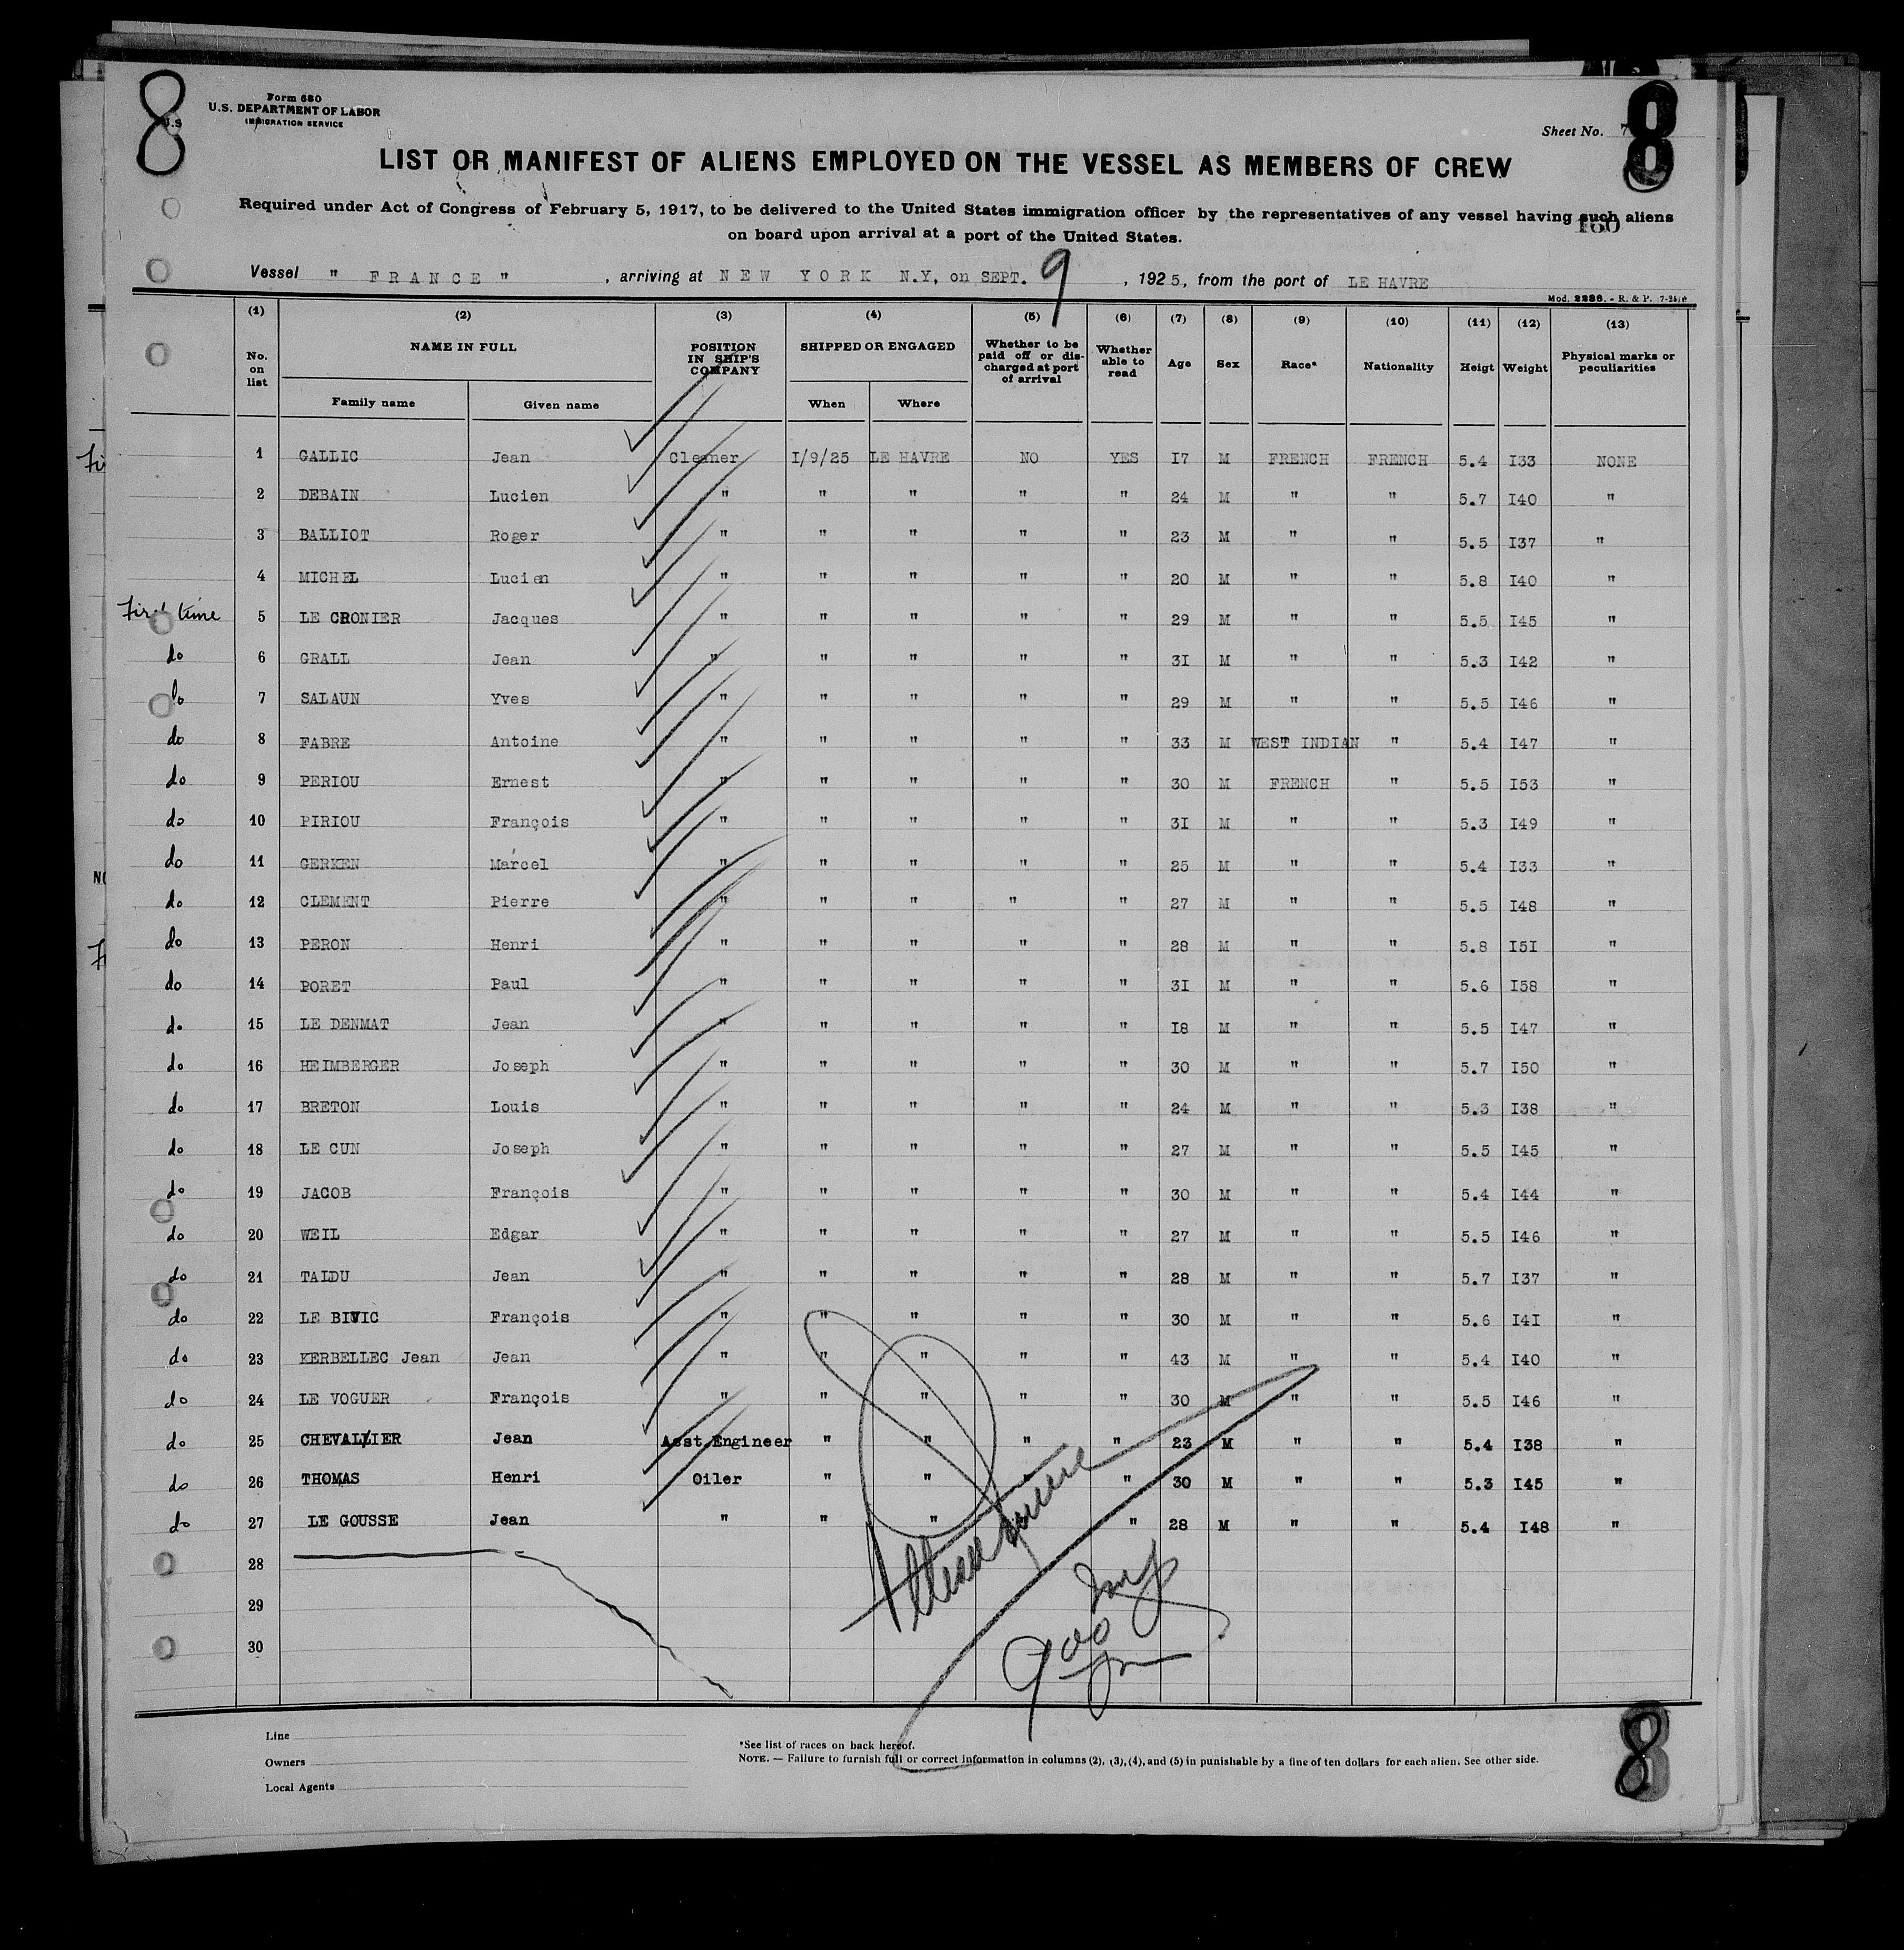 8
Form 680
U.S. DEPARTMENT OF LABOR
IMMIGRATION SERVICE
Sheet No. 7
8
LIST OR MANIFEST OF ALIENS EMPLOYED ON THE VESSEL AS MEMBERS OF CREW
Required under Act of Congress of February 5, 1917, to be delivered to the United States immigration officer by the representatives of any vessel having such aliens
on board upon arrival at a port of the United States.
160
Vessel " FRANCE ", arriving at NEW YORK N.Y, on SEPT. 9, 1925, from the port of LE HAVRE
Mod. 2286. - R. & P. 7-24
(1) (2) (3) (4) (5) (6) (7) (8) (9) (10) (11) (12) (13)
No. on list NAME IN FULL POSITION IN SHIP'S COMPANY SHIPPED OR ENGAGED Whether to be paid off or discharged at port of arrival Whether able to read Age Sex Race* Nationality Heigt Weight Physical marks or peculiarities
Family name Given name When Where
1 GALLIC Jean Cleaner I/9/25 LE HAVRE NO YES I7 M FRENCH FRENCH 5.4 I33 NONE
2 DEBAIN Lucien " " " " " 24 M " " 5.7 I40 "
3 BALLIOT Roger " " " " " 23 M " " 5.5 I37 "
4 MICHEL Lucien " " " " " 20 M " " 5.8 I40 "
First time 5 LE CRONIER Jacques " " " " " 29 M " " 5.5 I45 "
do 6 GRALL Jean " " " " " 3I M " " 5.3 I42 "
do 7 SALAUN Yves " " " " " 29 M " " 5.5 I46 "
do 8 FABRE Antoine " " " " " 33 M WEST INDIAN " 5.4 I47 "
do 9 PERIOU Ernest " " " " " 30 M FRENCH " 5.5 I53 "
do 10 PIRIOU François " " " " " 3I M " " 5.3 I49 "
do 11 GERKEN Marcel " " " " " 25 M " " 5.4 I33 "
do 12 CLEMENT Pierre " " " " " 27 M " " 5.5 I48 "
do 13 PERON Henri " " " " " 28 M " " 5.8 I5I "
do 14 PORET Paul " " " " " 3I M " " 5.6 I58 "
do 15 LE DENMAT Jean " " " " " I8 M " " 5.5 I47 "
do 16 HEIMBERGER Joseph " " " " " 30 M " " 5.7 I50 "
do 17 BRETON Louis " " " " " 24 M " " 5.3 I38 "
do 18 LE CUN Joseph " " " " " 27 M " " 5.5 I45 "
do 19 JACOB François " " " " " 30 M " " 5.4 I44 "
do 20 WEIL Edgar " " " " " 27 M " " 5.5 I46 "
do 21 TALDU Jean " " " " " 28 M " " 5.7 I37 "
do 22 LE BIVIC François " " " " " 30 M " " 5.6 I4I "
do 23 KERBELLEC Jean Jean " " " " " 43 M " " 5.4 I40 "
do 24 LE VOGUER François " " " " " 30 M " " 5.5 I46 "
do 25 CHEVALLIER Jean Asst.Engineer " " " " 23 M " " 5.4 I38 "
do 26 THOMAS Henri Oiler " " " " 30 M " " 5.3 I45 "
do 27 LE GOUSSE Jean " " " " 28 M " " 5.4 I48 "
28
29
30
Line
Owners
Local Agents
*See list of races on back hereof.
NOTE. — Failure to furnish full or correct information in columns (2), (3), (4), and (5) in punishable by a fine of ten dollars for each alien. See other side.
8